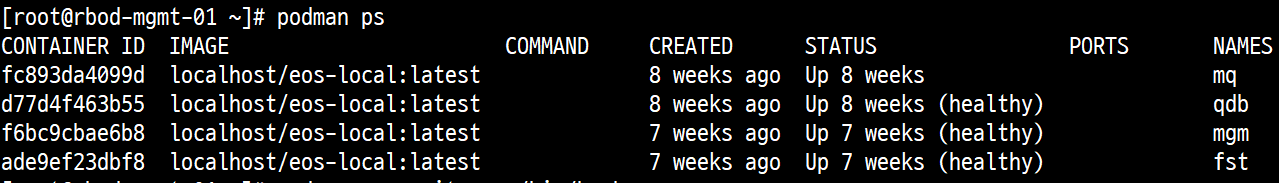 [root@rbod-mgmt-01 ~]# podman ps
CONTAINER ID  IMAGE                       COMMAND     CREATED      STATUS                PORTS       NAMES
fc893da4099d  localhost/eos-local:latest              8 weeks ago  Up 8 weeks                        mq
d77d4f463b55  localhost/eos-local:latest              8 weeks ago  Up 8 weeks (healthy)              qdb
f6bc9cbae6b8  localhost/eos-local:latest              7 weeks ago  Up 7 weeks (healthy)              mgm
ade9ef23dbf8  localhost/eos-local:latest              7 weeks ago  Up 7 weeks (healthy)              fst